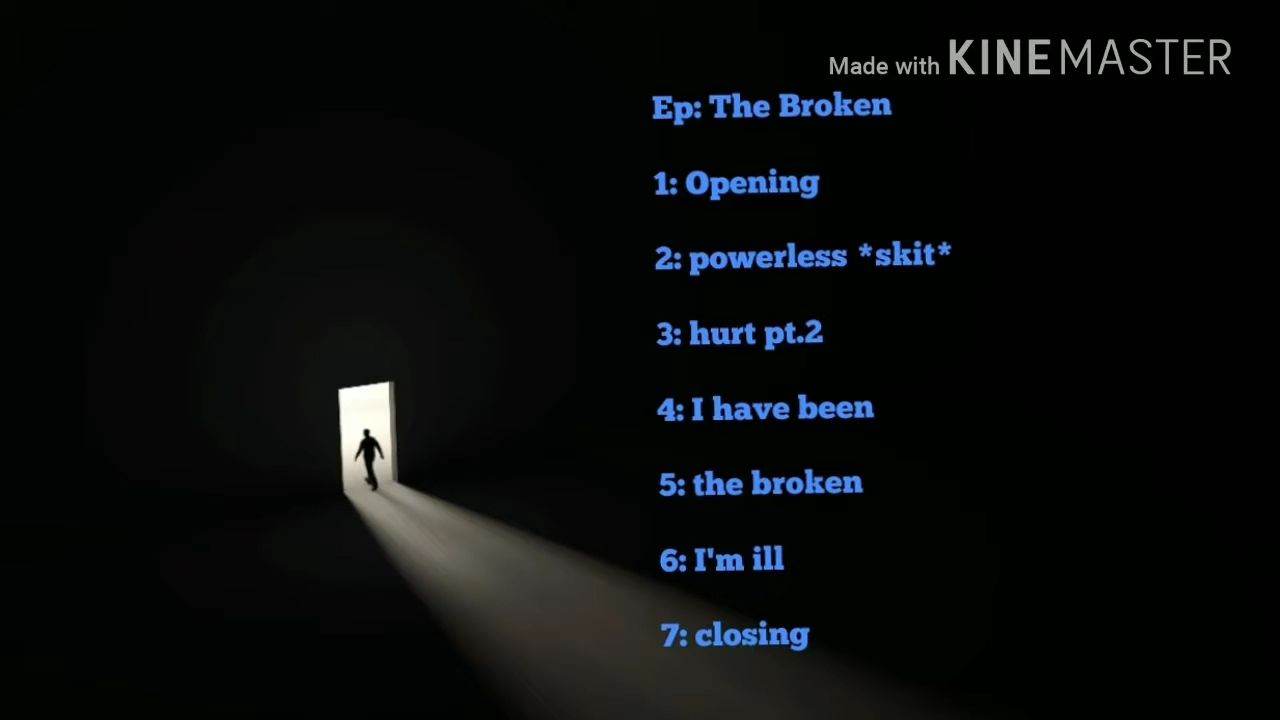 Made with KINEMASTER
Ep: The Broken
1: Opening
2: powerless *skit*
3: hurt pt.2
4: I have been
5: the broken
6: I'm ill
7: closing